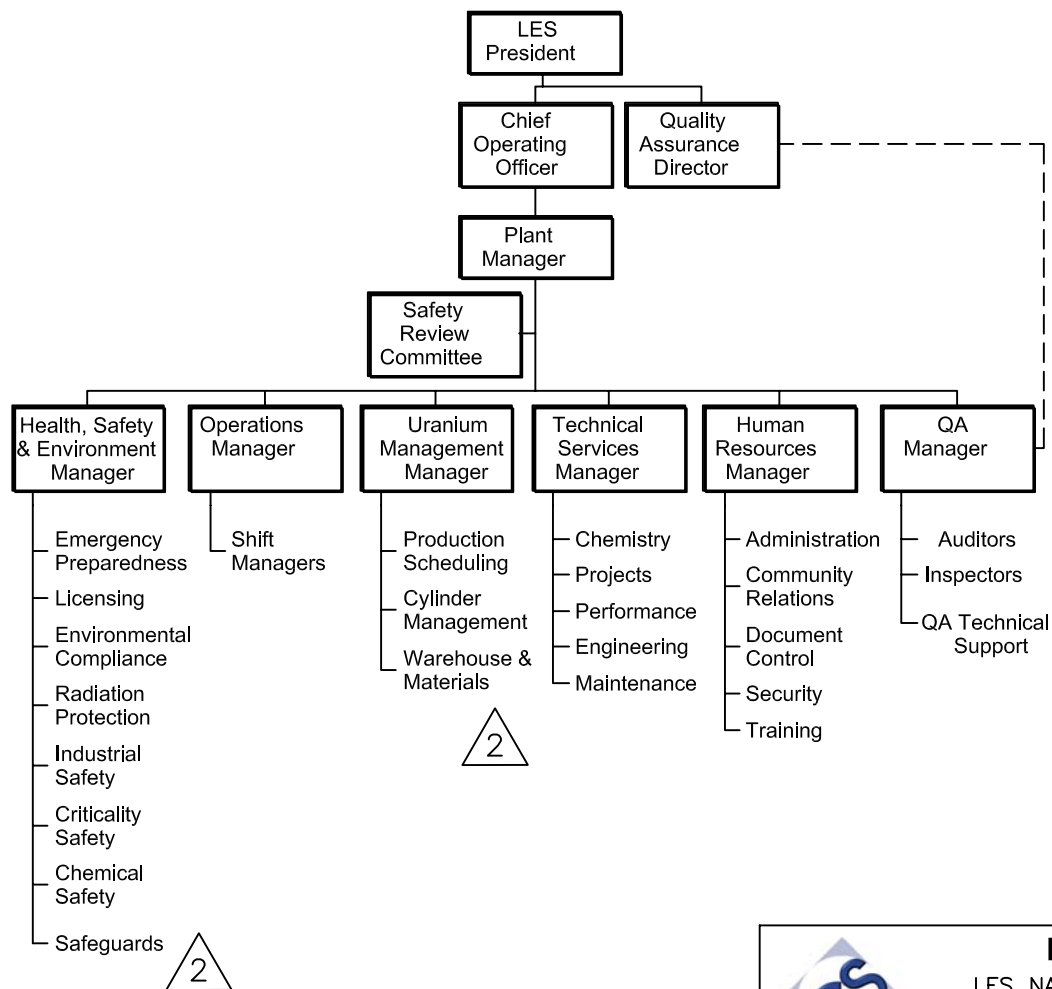 LES
President
Chief
Operating
Officer
Quality
Assurance
Director
Plant
Manager
Safety
Review
Committee
Health, Safety
& Environment
Manager
Operations
Manager
Uranium
Management
Manager
Technical
Services
Manager
Human
Resources
Manager
QA
Manager
Emergency
Preparedness
Licensing
Environmental
Compliance
Radiation
Protection
Industrial
Safety
Criticality
Safety
Chemical
Safety
Safeguards
2
Shift
Managers
Production
Scheduling
Cylinder
Management
Warehouse &
Materials
2
Chemistry
Projects
Performance
Engineering
Maintenance
Administration
Community
Relations
Document
Control
Security
Training
Auditors
Inspectors
QA Technical
Support
LES NA